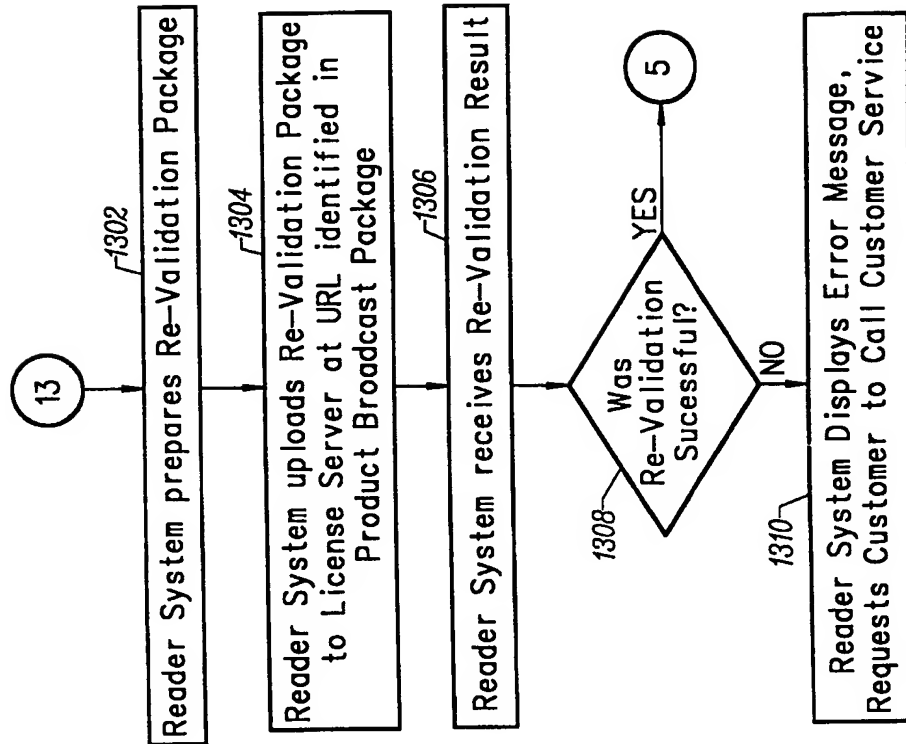 13
1302
Reader System prepares Re-Validation Package
1304
Reader System uploads Re-Validation Package
to License Server at URL identified in
Product Broadcast Package
1306
Reader System receives Re-Validation Result
1308
Was
Re-Validation
Sucessful?
YES
5
NO
1310
Reader System Displays Error Message,
Requests Customer to Call Customer Service